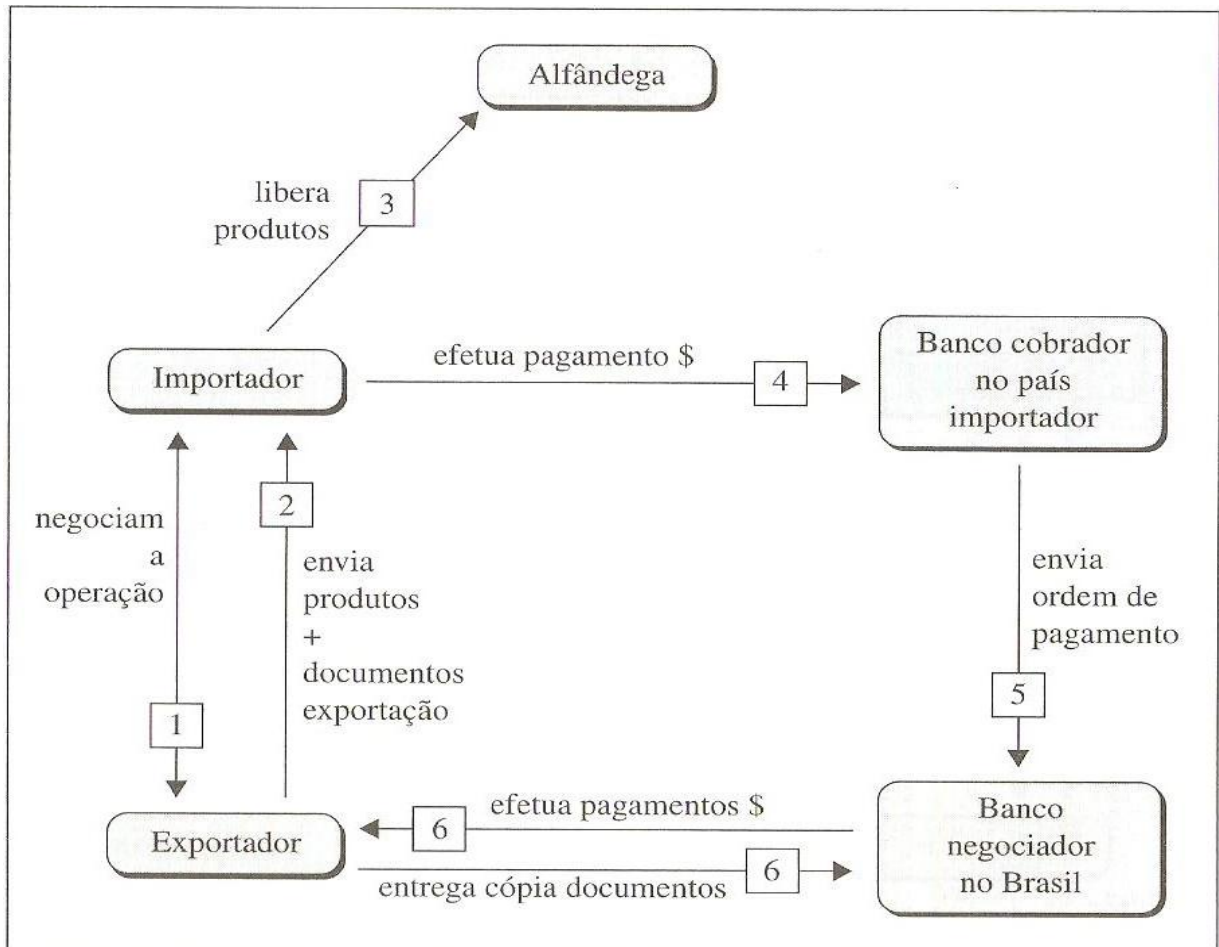 Alfândega
libera
produtos
3
Importador
efetua pagamento $
4
Banco cobrador
no país
importador
negociam
a
operação
1
2
envia
produtos
+
documentos
exportação
envia
ordem de
pagamento
5
Exportador
efetua pagamentos $
6
entrega cópia documentos
6
Banco
negociador
no Brasil